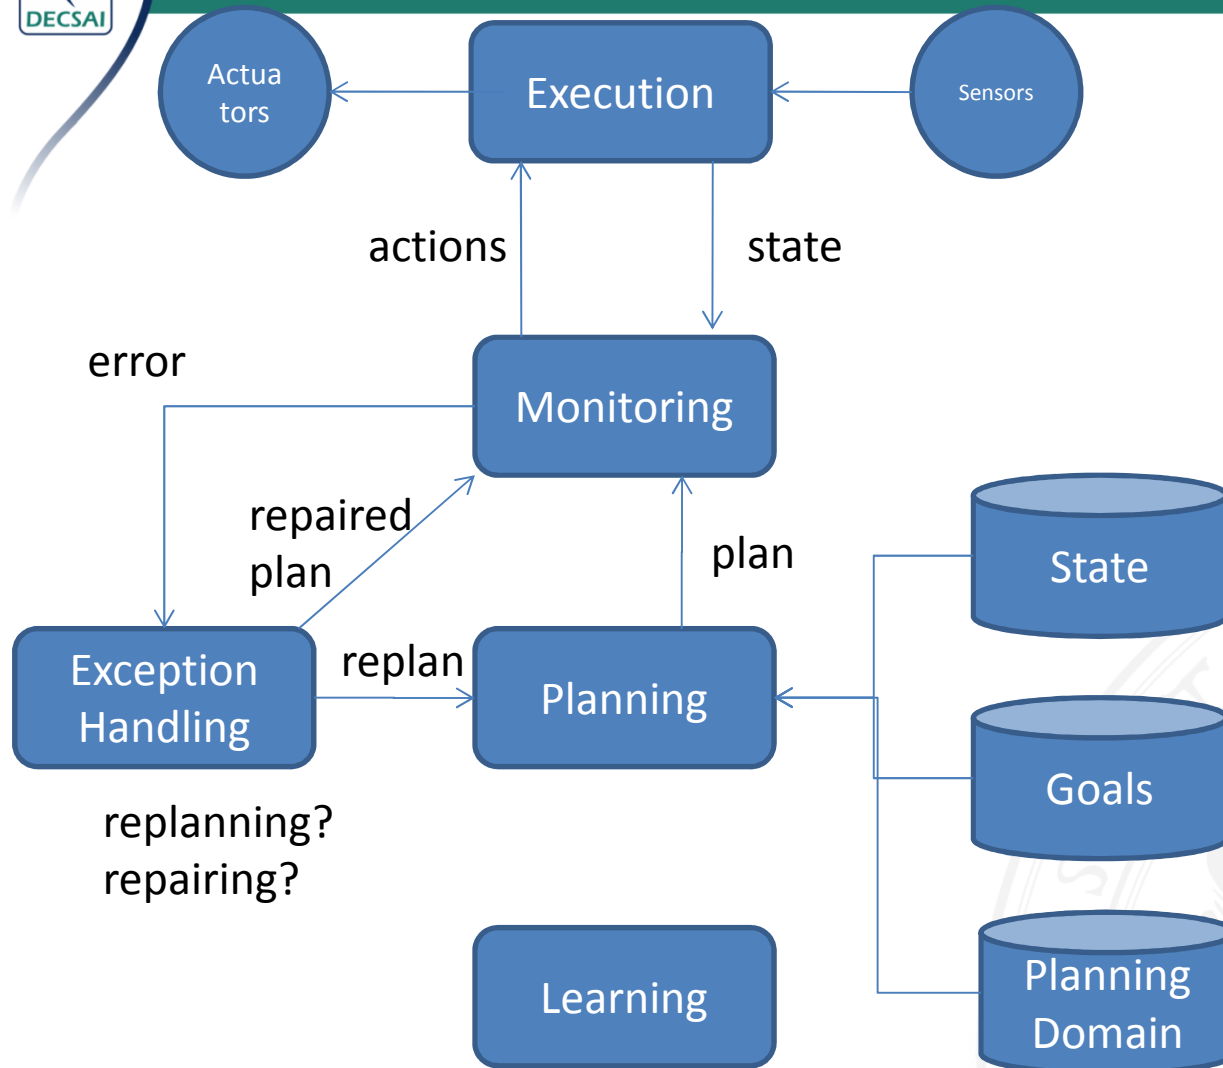 DECSAI
Actua
tors
Execution
Sensors
actions
state
error
Monitoring
repaired
plan
plan
State
Exception
Handling
replan
Planning
Goals
replanning?
repairing?
Learning
Planning
Domain